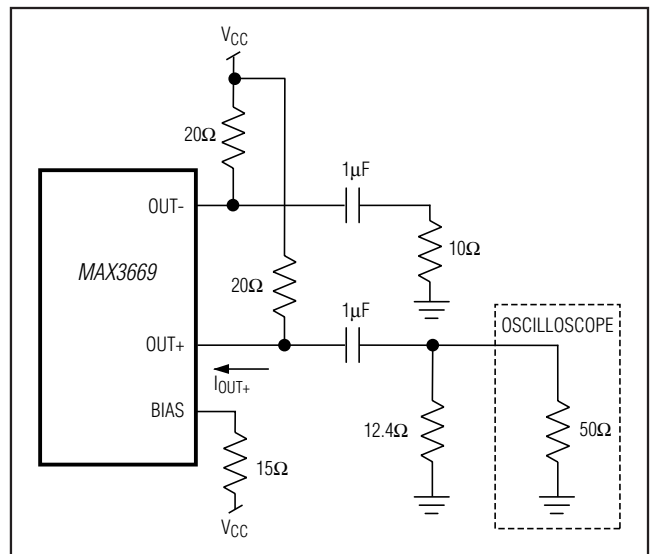 VCC
20Ω
1μF
OUT-
10Ω
MAX3669
20Ω
1μF
OSCILLOSCOPE
OUT+
IOUT+
BIAS
12.4Ω
50Ω
15Ω
VCC